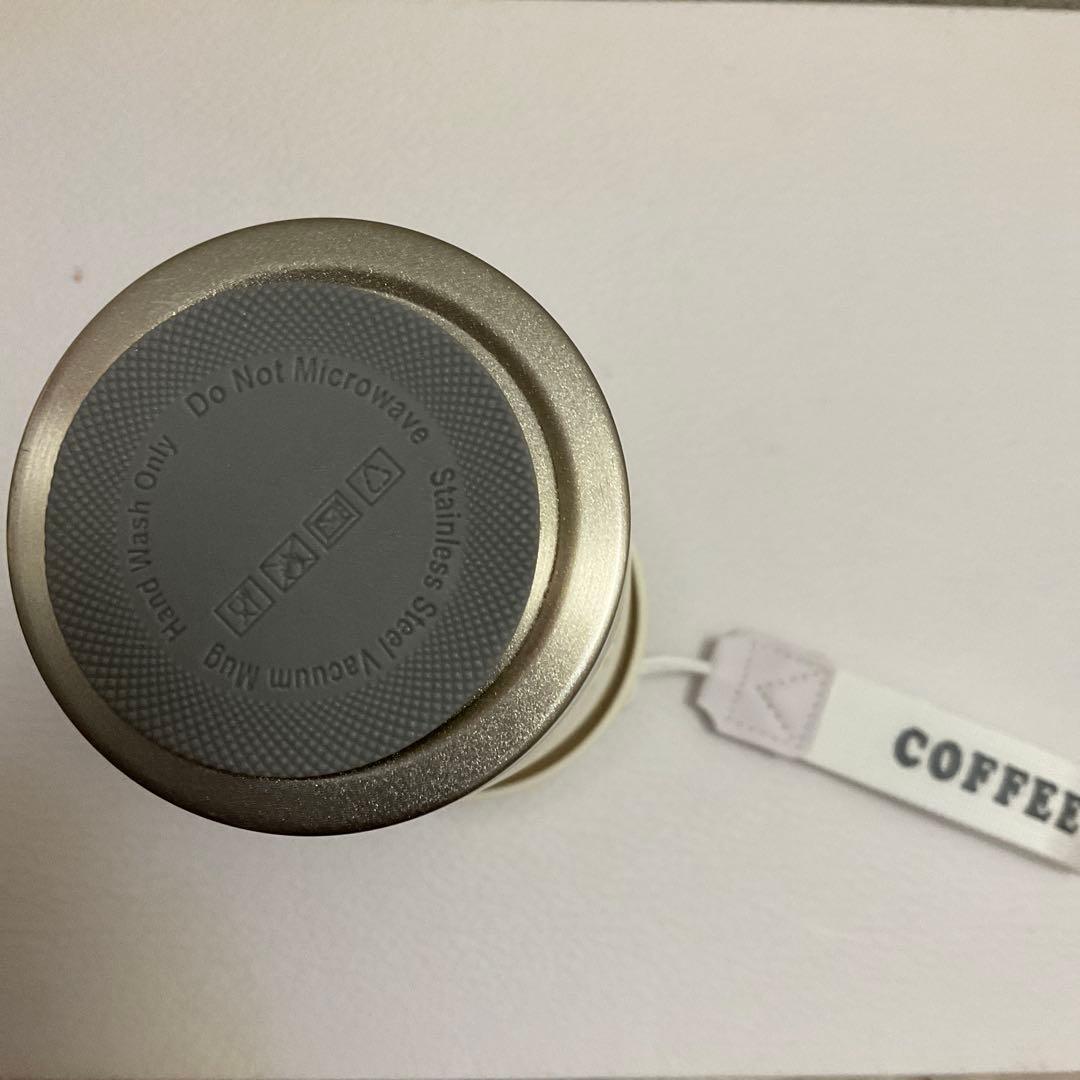 Do Not Microwave
Stainless Steel Vacuum Mug
Hand Wash Only
COFFEE